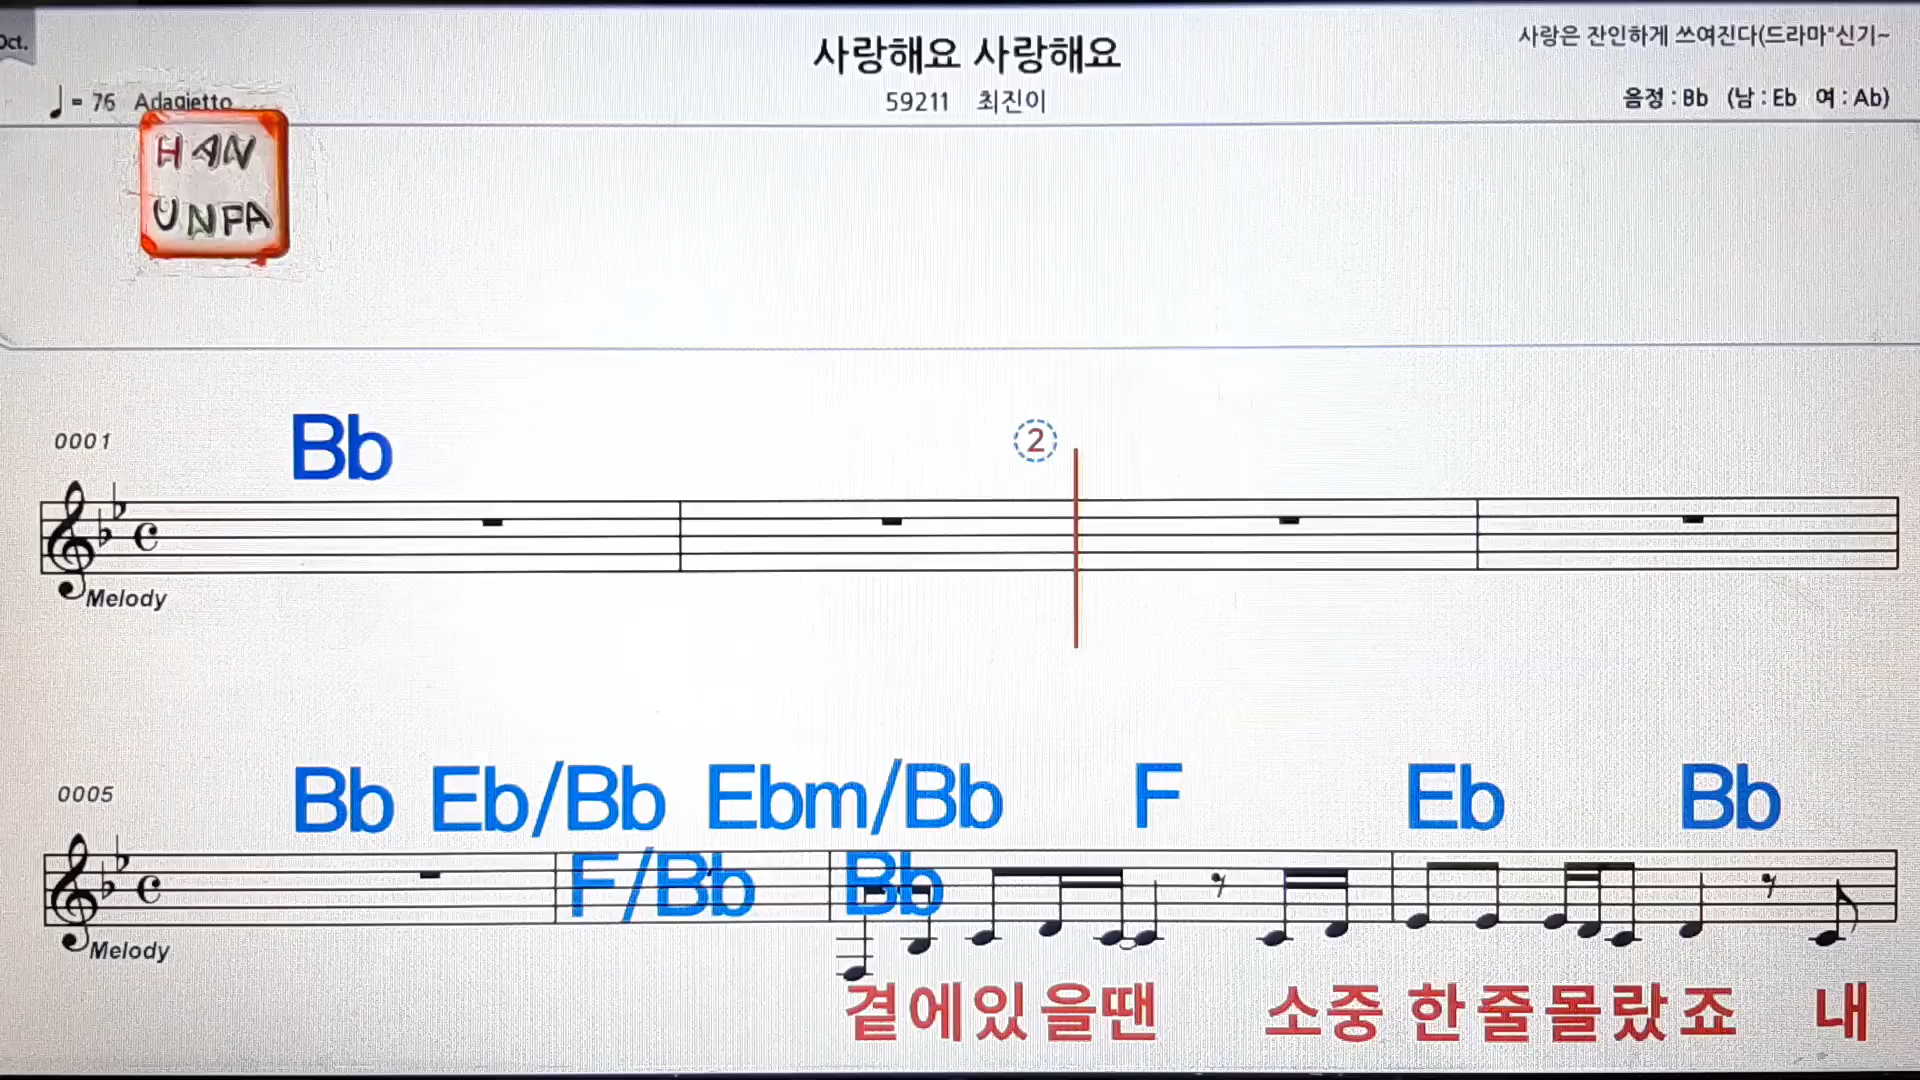 Oct.
사랑해요 사랑해요
사랑은 잔인하게 쓰여진다(드라마"신기~
♩= 76 Adagietto
59211 최진이
음정 : Bb (남 : Eb 여 : Ab)
HAN
UNPA
0001
Bb
2
Melody
0005
Bb Eb/Bb Ebm/Bb F Eb Bb
F/Bb Bb
Melody
곁에있을땐 소중한줄몰랐죠 내